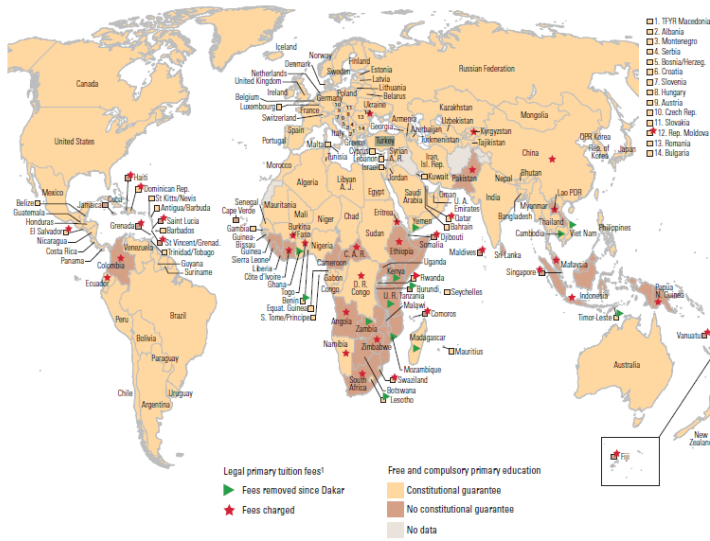 Iceland
Norway
Denmark
Finland
Netherlands
Sweden
Estonia
United Kingdom
Latvia
Ireland
Poland
Lithuania
Belgium
Germany
Belarus
Luxembourg
France
Ukraine
Switzerland
Canada
Russian Federation
United States
Spain
Portugal
Italy
Greece
Georgia
Armenia
Azerbaijan
Kazakhstan
Uzbekistan
Turkmenistan
Kyrgyzstan
Tajikistan
Mongolia
Turkey
Malta
Tunisia
Cyprus
Lebanon
Israel
Syrian
A. R.
Jordan
Iran,
Isl. Rep.
Kuwait
China
DPR Korea
Rep. of
Korea
Japan
Morocco
Algeria
Libyan
A. J.
Egypt
Saudi
Arabia
Oman
U. A.
Emirates
Qatar
Bahrain
Pakistan
India
Nepal
Bhutan
Bangladesh
Myanmar
Lao PDR
Thailand
Cambodia
Viet Nam
Philippines
Mexico
Belize
Guatemala
Honduras
El Salvador
Nicaragua
Costa Rica
Panama
Cuba
Jamaica
Haiti
Dominican Rep.
St Kitts/Nevis
Antigua/Barbuda
Saint Lucia
Barbados
Grenada
St Vincent/Grenad.
Trinidad/Tobago
Venezuela
Guyana
Suriname
Colombia
Ecuador
Peru
Brazil
Bolivia
Paraguay
Chile
Uruguay
Argentina
Senegal
Cape Verde
Gambia
Guinea-
Bissau
Guinea
Sierra Leone
Liberia
Côte d'Ivoire
Ghana
Togo
Benin
Equat. Guinea
S. Tome/Principe
Mauritania
Mali
Burkina
Faso
Niger
Nigeria
Chad
Sudan
Eritrea
Yemen
Djibouti
Somalia
Ethiopia
C. A. R.
Cameroon
Gabon
Congo
D. R.
Congo
Uganda
Kenya
Rwanda
Burundi
U. R. Tanzania
Malawi
Seychelles
Comoros
Angola
Zambia
Namibia
Zimbabwe
Madagascar
Mauritius
Mozambique
Swaziland
Botswana
Lesotho
South
Africa
Maldives
Sri Lanka
Singapore
Malaysia
Indonesia
Papua
N. Guinea
Timor-Leste
Vanuatu
Australia
New
Zealand
Fiji
1. TFYR Macedonia
2. Albania
3. Montenegro
4. Serbia
5. Bosnia/Herzeg.
6. Croatia
7. Slovenia
8. Hungary
9. Austria
10. Czech Rep.
11. Slovakia
12. Rep. Moldova
13. Romania
14. Bulgaria
Legal primary tuition fees¹
Fees removed since Dakar
Fees charged
Free and compulsory primary education
Constitutional guarantee
No constitutional guarantee
No data